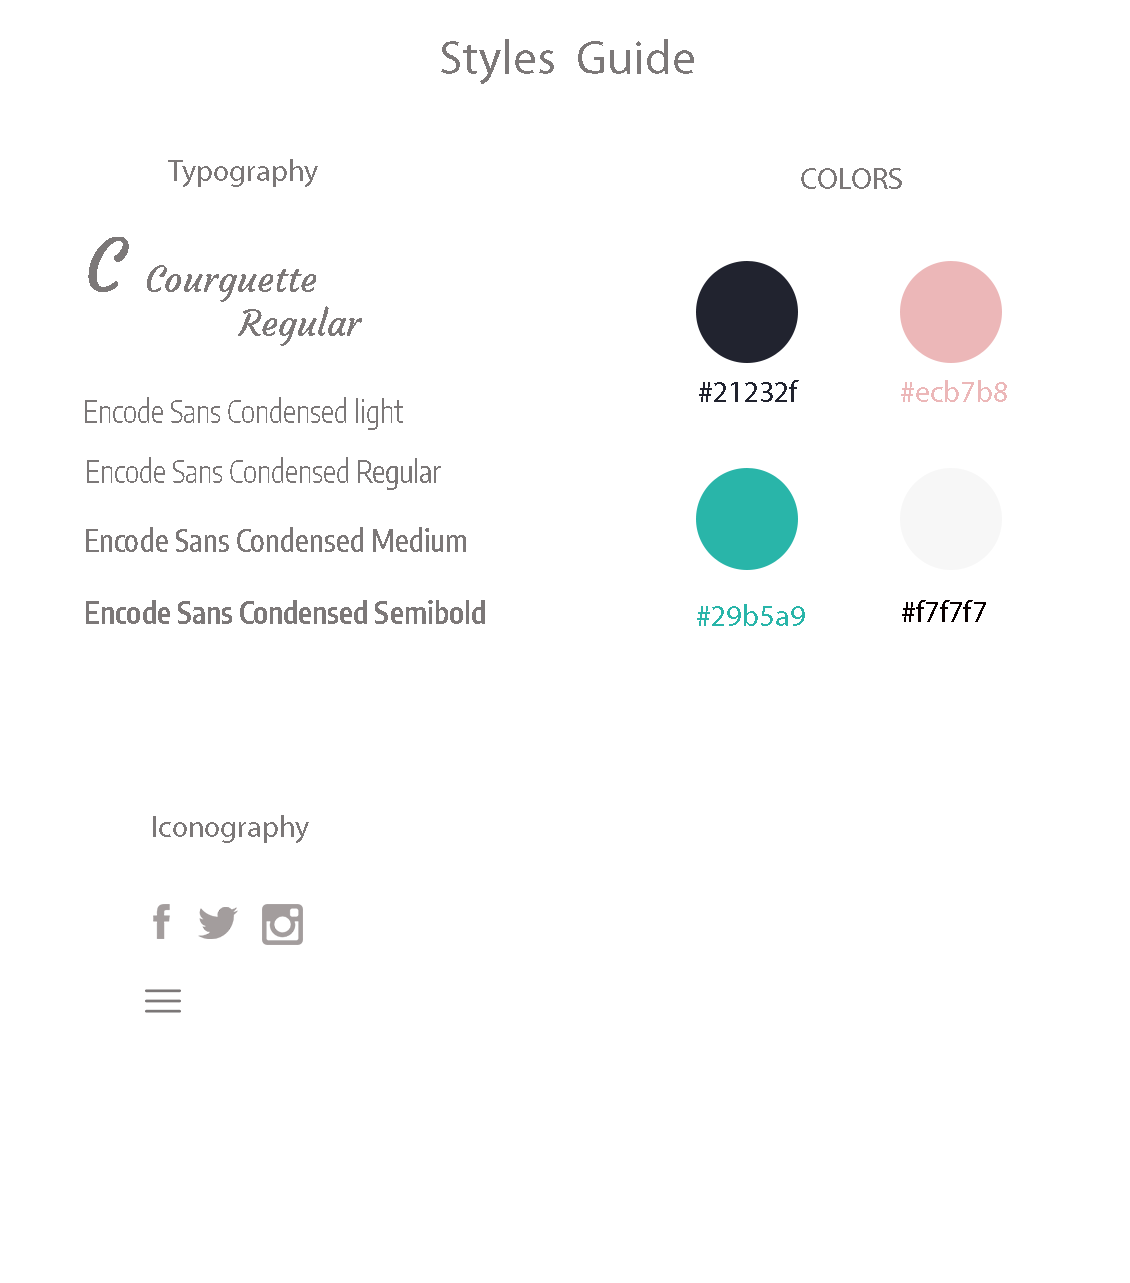 Styles Guide
Typography
COLORS
C Courguette
Regular
Encode Sans Condensed light
Encode Sans Condensed Regular
Encode Sans Condensed Medium
Encode Sans Condensed Semibold
#21232f
#ecb7b8
#29b5a9
#f7f7f7
Iconography